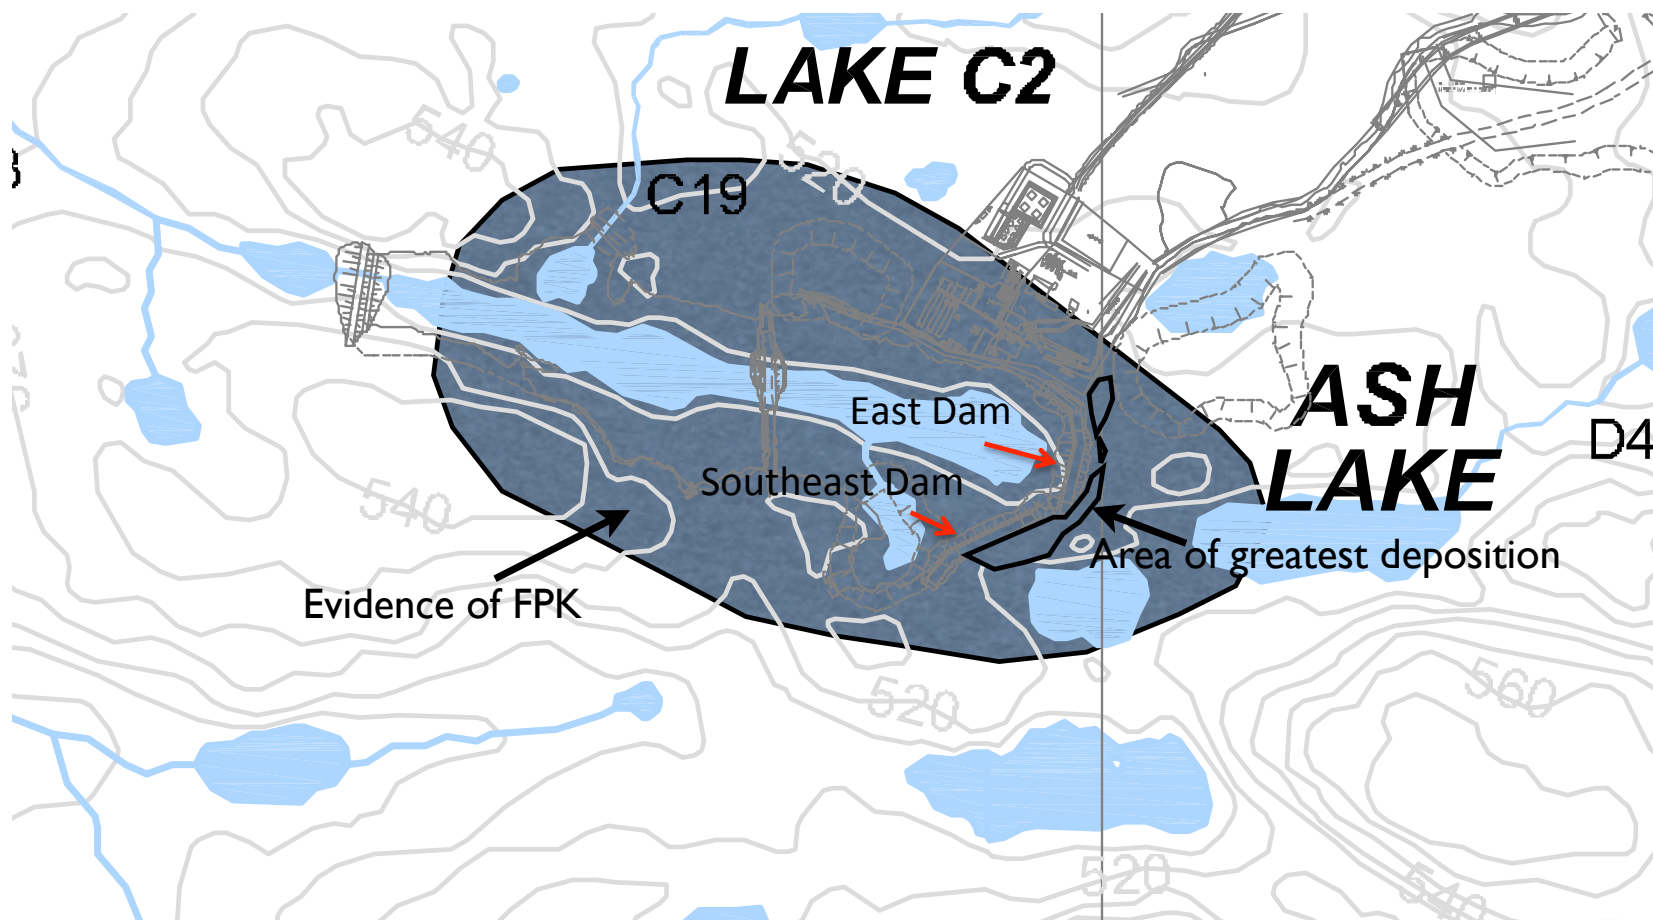 LAKE C2
540
520
C19
ASH
LAKE
D4
East Dam
Southeast Dam
540
Area of greatest deposition
Evidence of FPK
520
560
520
540